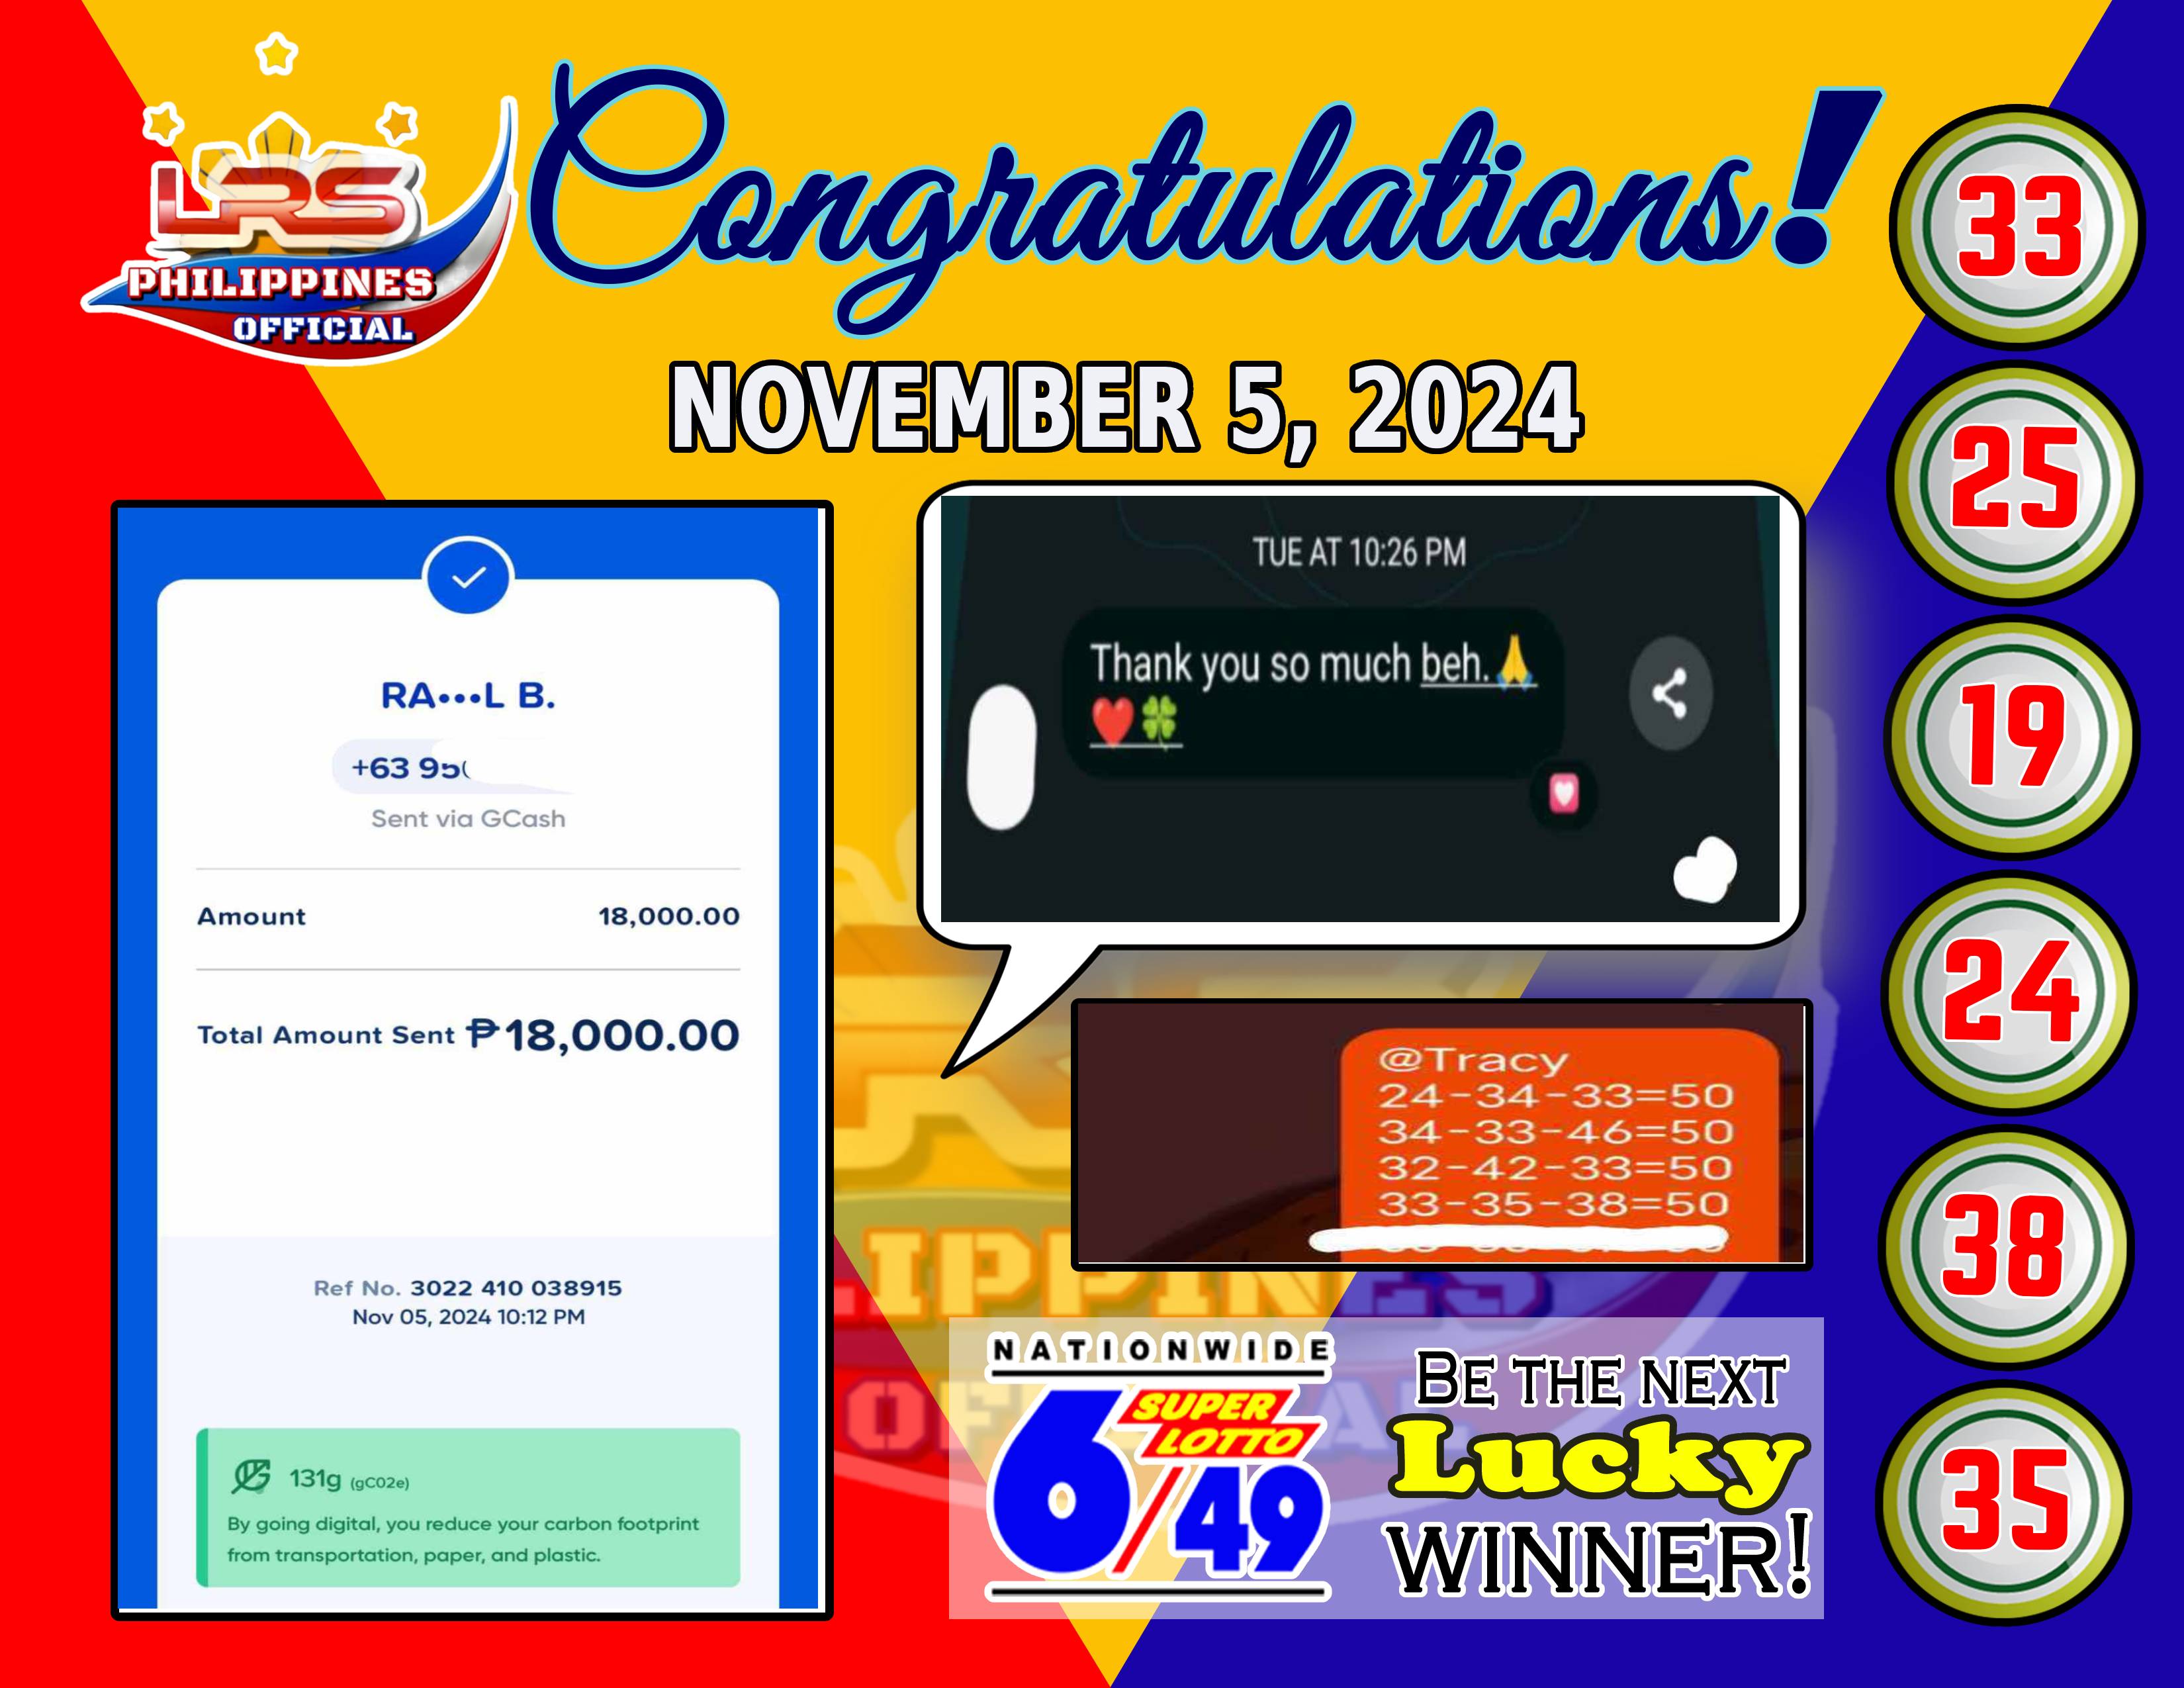 LRS
PHILIPPINES
OFFICIAL
Congratulations!
NOVEMBER 5, 2024
RA•••L B.
+63 950
Sent via GCash
Amount 18,000.00
Total Amount Sent ₱18,000.00
Ref No. 3022 410 038915
Nov 05, 2024 10:12 PM
131g (gCO2e)
By going digital, you reduce your carbon footprint
from transportation, paper, and plastic.
TUE AT 10:26 PM
Thank you so much beh.🙏
❤️🍀
@Tracy
24-34-33=50
34-33-46=50
32-42-33=50
33-35-38=50
NATIONWIDE
SUPER
LOTTO
6/49
BE THE NEXT
Lucky
WINNER!
33
25
19
24
38
35